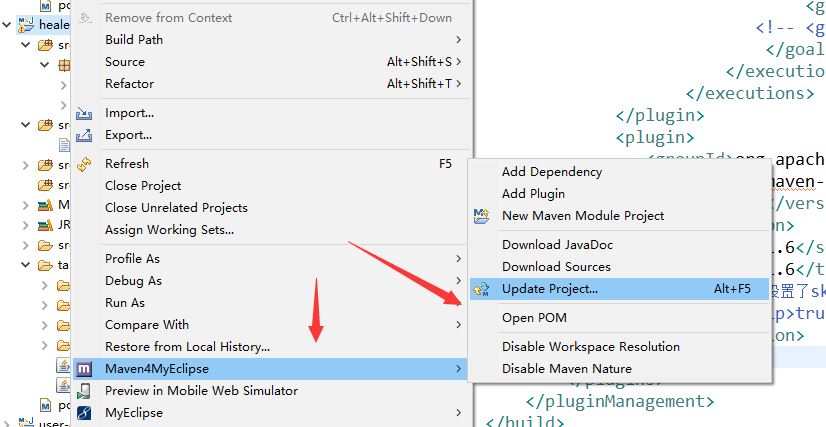 po
Remove from Context Ctrl+Alt+Shift+Down
heale
Build Path
Source Alt+Shift+S
Refactor Alt+Shift+T
Import...
Export...
Refresh F5
Close Project
Close Unrelated Projects
Assign Working Sets...
Profile As
Debug As
Run As
Compare With
Restore from Local History...
Maven4MyEclipse
Preview in Mobile Web Simulator
MyEclipse
sr
sr
sr
sr
M
JR
sr
ta
po
user-
Add Dependency
Add Plugin
New Maven Module Project
Download JavaDoc
Download Sources
Update Project... Alt+F5
Open POM
Disable Workspace Resolution
Disable Maven Nature
<g
<!-- <g
</goal
</executio
</executions>
</plugin>
<plugin>
<groupId>org.apach
maven-
</vers
on>
1.6</s
1.6</t
设置了sk
ip>tru
ion>
</pluginManagement>
</build>